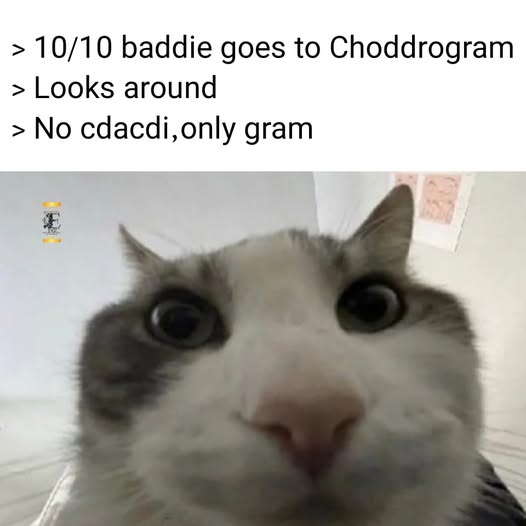 > 10/10 baddie goes to Choddrogram
> Looks around
> No cdacdi,only gram